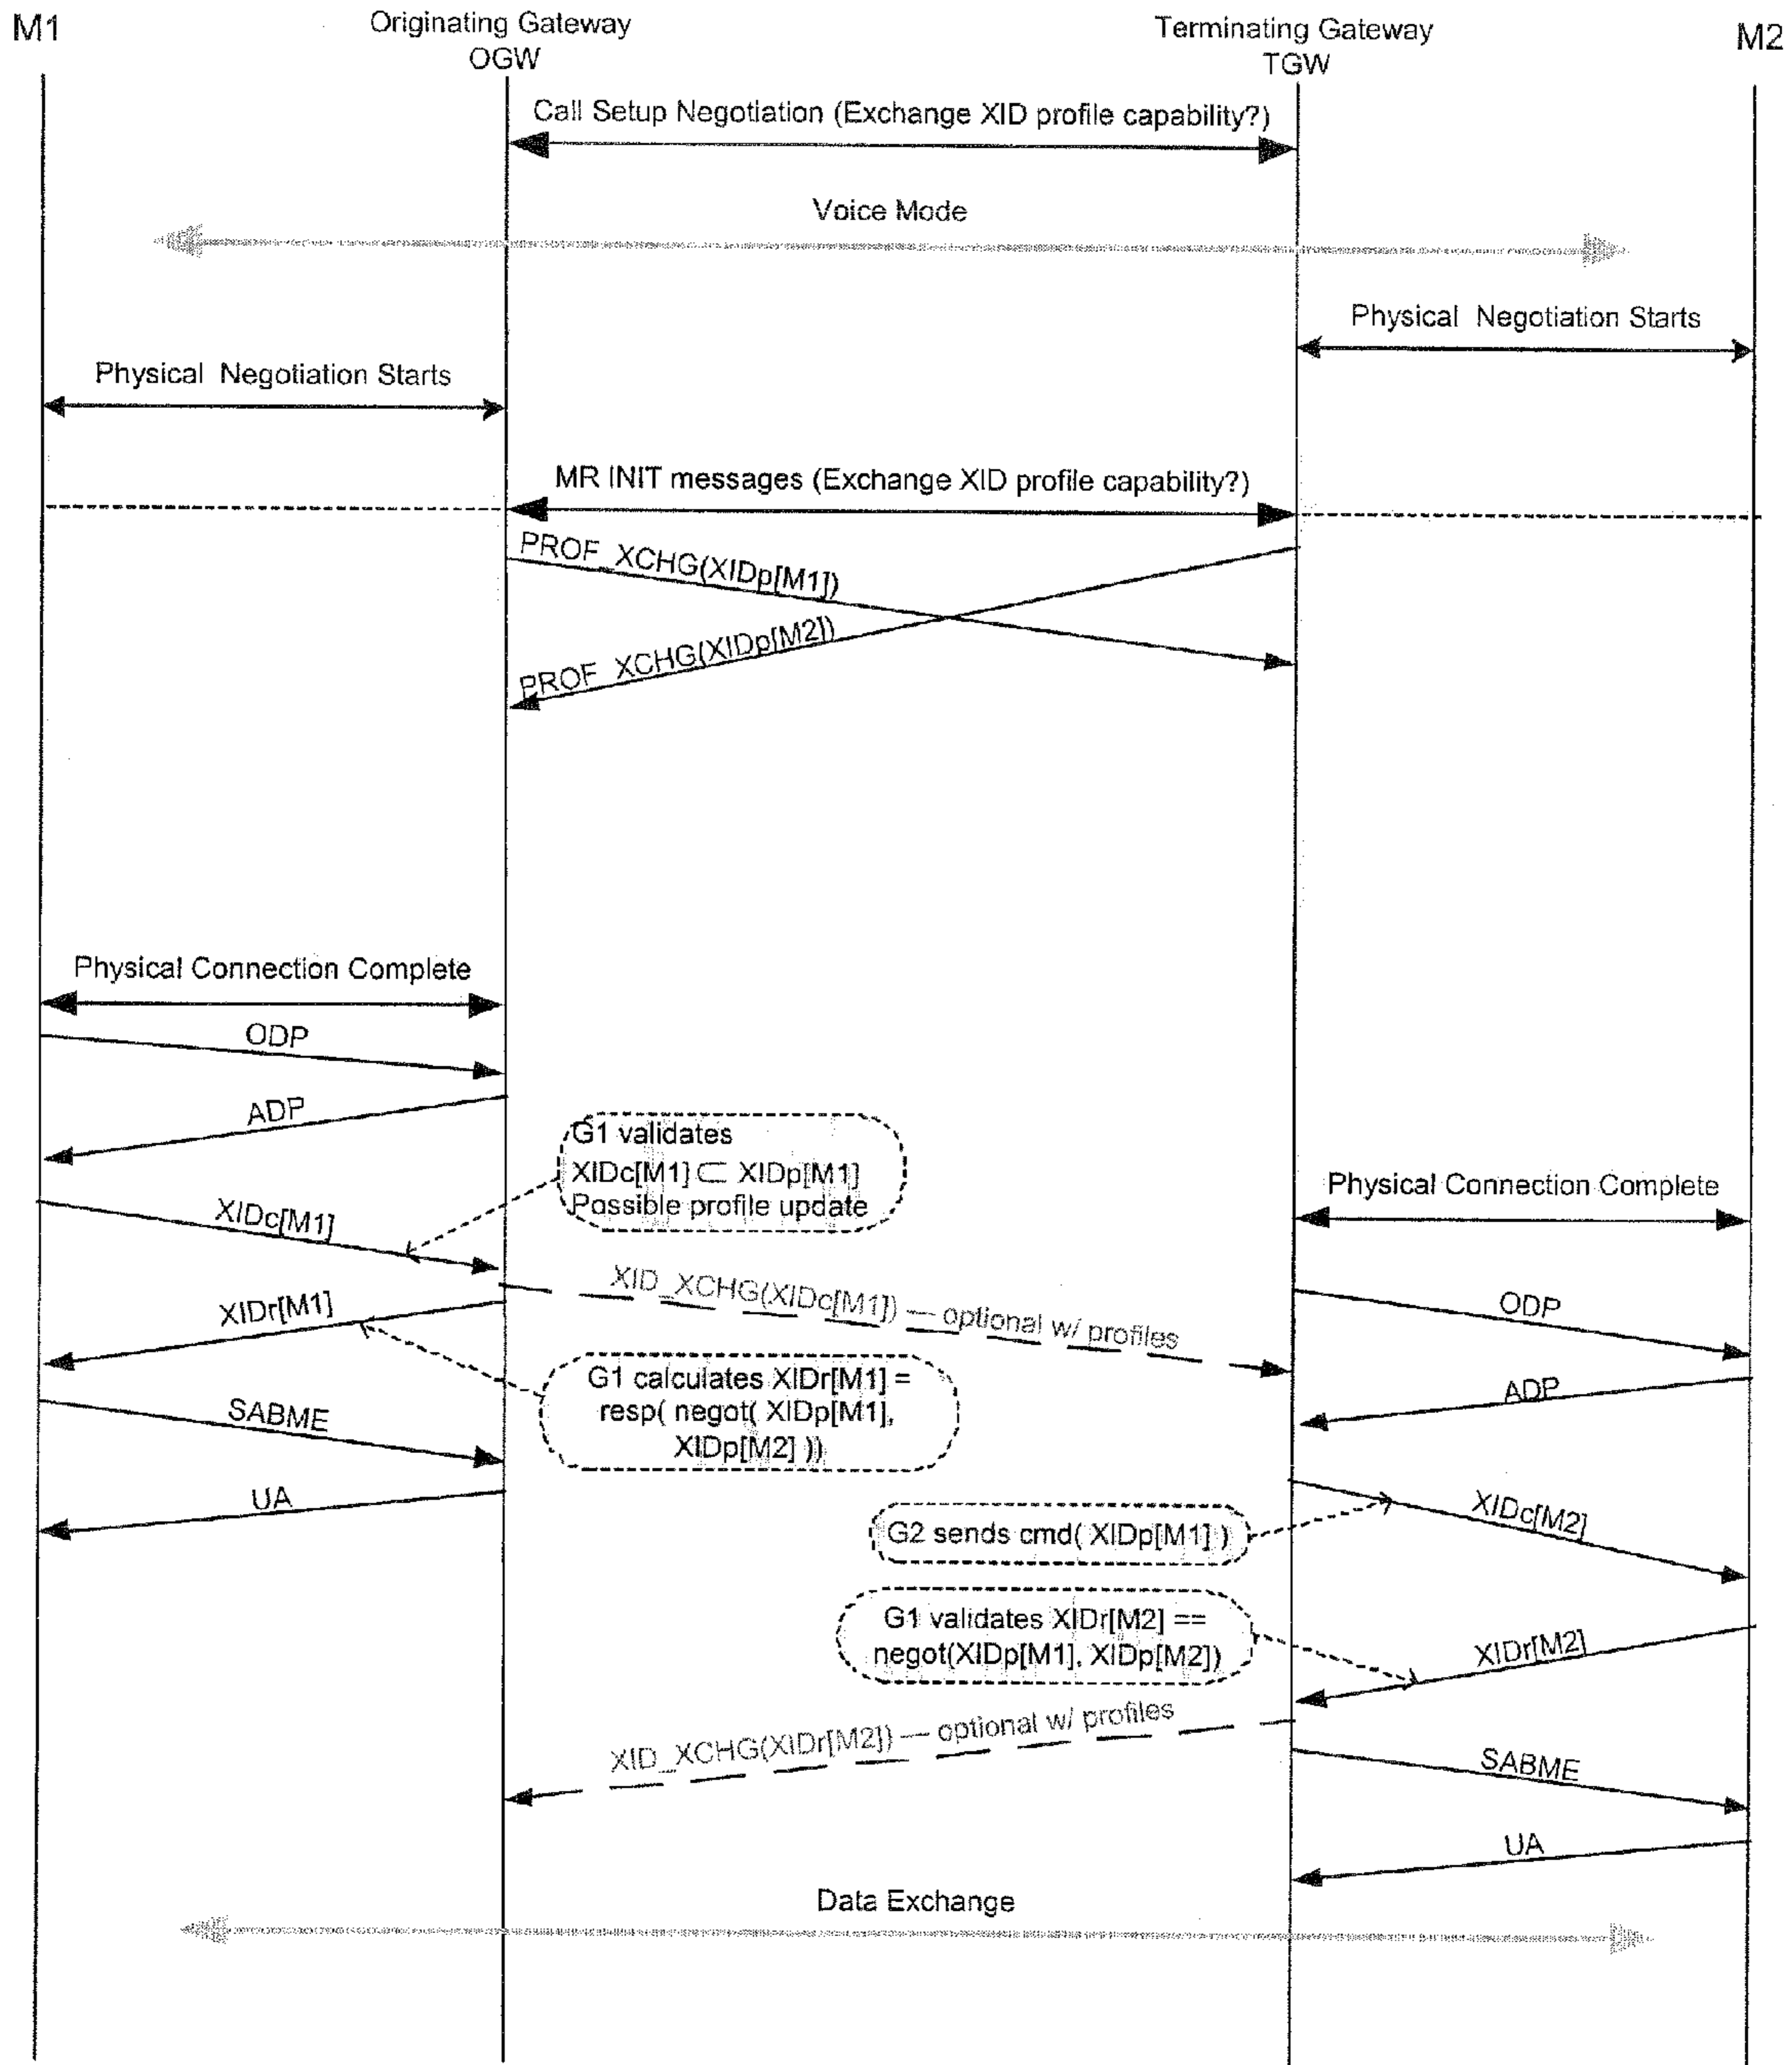 M1
Originating Gateway
OGW
Terminating Gateway
TGW
M2
Call Setup Negotiation (Exchange XID profile capability?)
Voice Mode
Physical Negotiation Starts
Physical Negotiation Starts
MR INIT messages (Exchange XID profile capability?)
PROF_XCHG(XIDp[M1])
PROF_XCHG(XIDp[M2])
Physical Connection Complete
ODP
ADP
G1 validates
XIDc[M1] ⊂ XIDp[M1]
Possible profile update
Physical Connection Complete
XIDc[M1]
XID_XCHG(XIDc[M1]) — optional w/ profiles
XIDr[M1]
ODP
G1 calculates XIDr[M1] =
resp( negot( XIDp[M1],
XIDp[M2] ))
ADP
SABME
UA
XIDc[M2]
G2 sends cmd( XIDp[M1] )
G1 validates XIDr[M2] ==
negot(XIDp[M1], XIDp[M2])
XIDr[M2]
XID_XCHG(XIDr[M2]) — optional w/ profiles
SABME
UA
Data Exchange